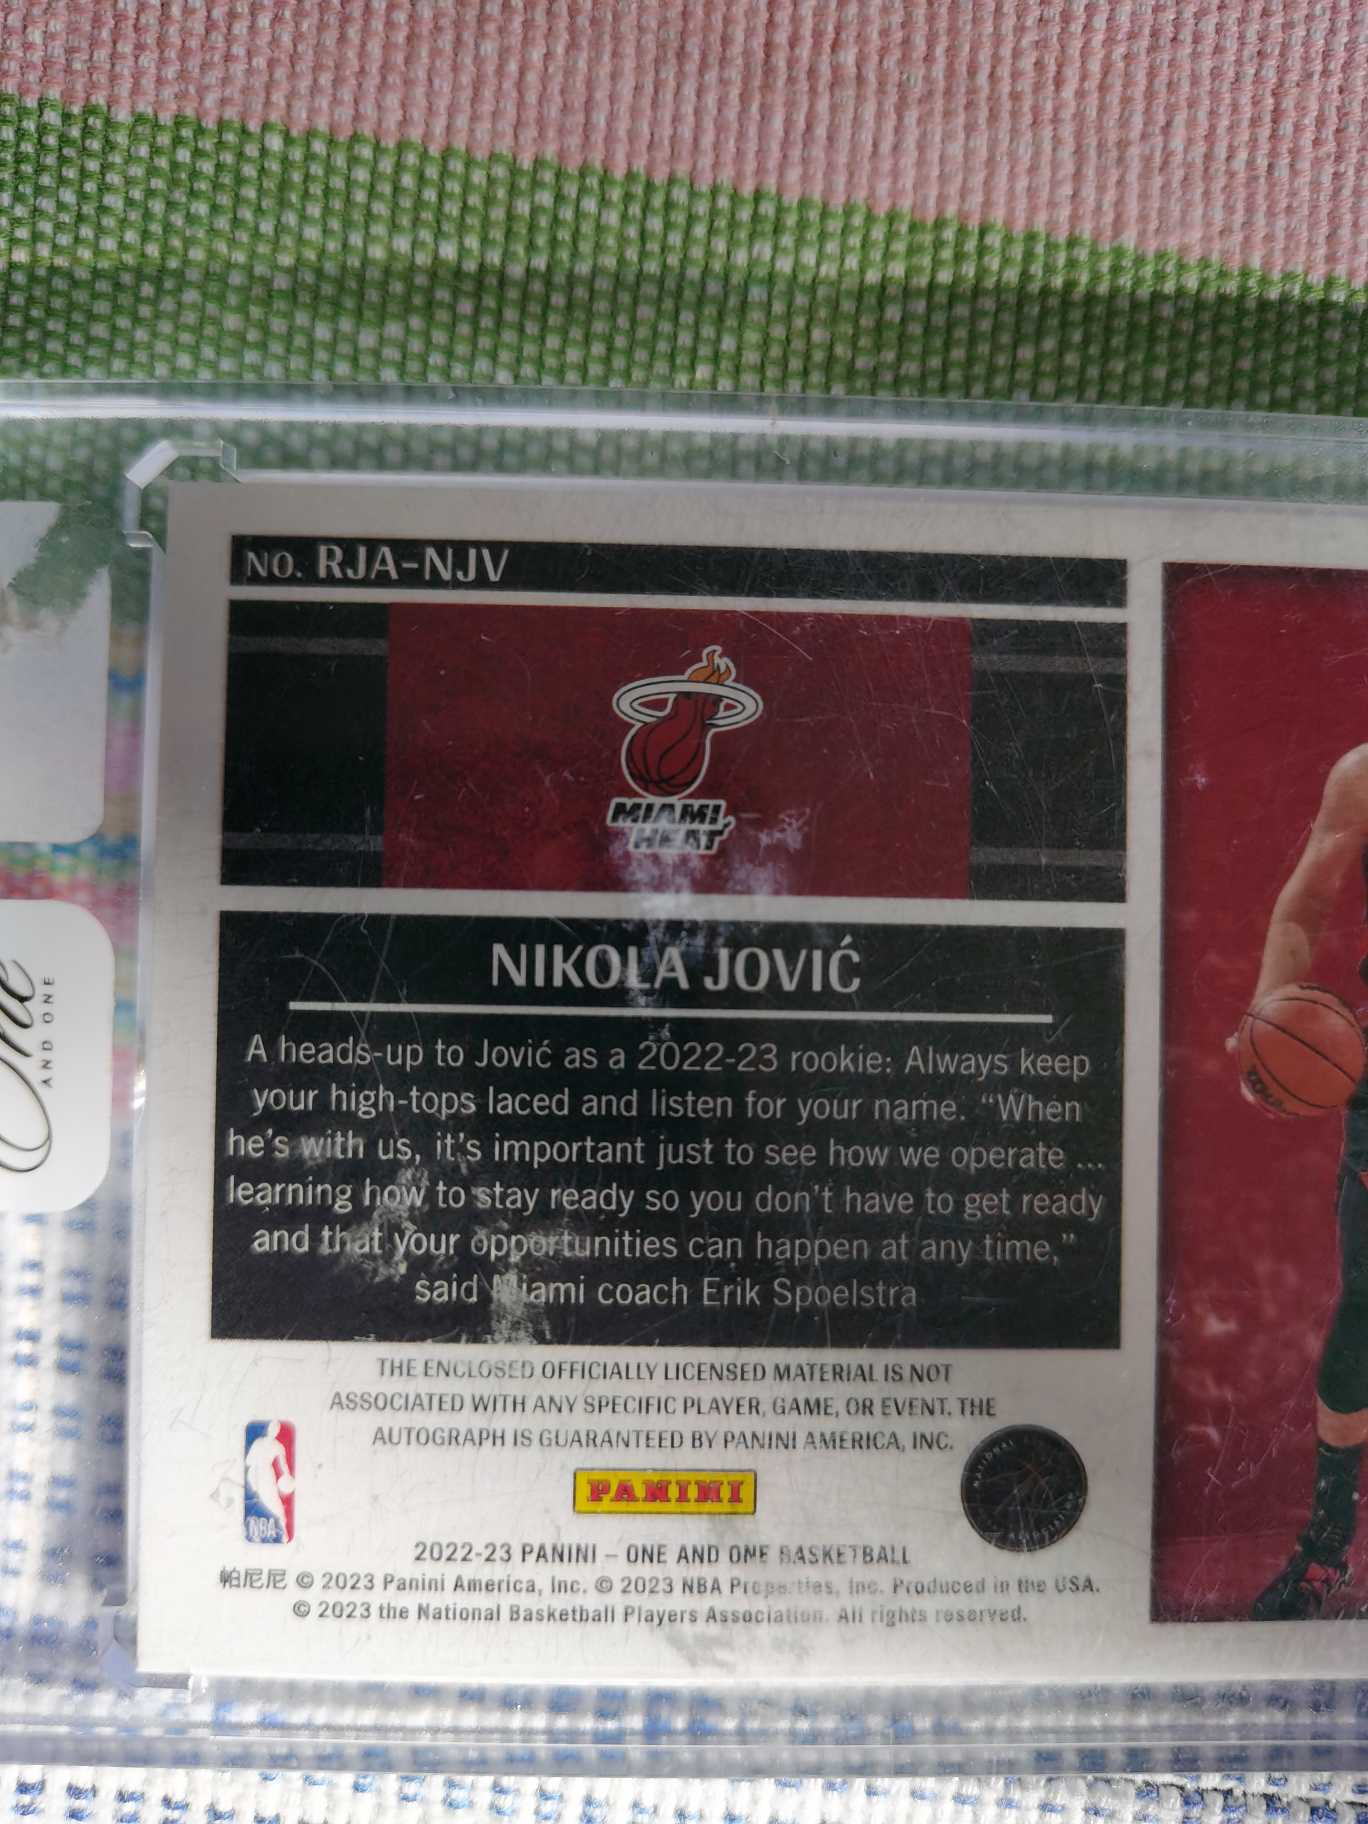 NO. RJA-NJV
MIAMI
HEAT
NIKOLA JOVIĆ
A heads-up to Jović as a 2022-23 rookie: Always keep
your high-tops laced and listen for your name. “When
he’s with us, it’s important just to see how we operate ...
learning how to stay ready so you don’t have to get ready
and that your opportunities can happen at any time,”
said Miami coach Erik Spoelstra
THE ENCLOSED OFFICIALLY LICENSED MATERIAL IS NOT
ASSOCIATED WITH ANY SPECIFIC PLAYER, GAME, OR EVENT. THE
AUTOGRAPH IS GUARANTEED BY PANINI AMERICA, INC.
NBA
PANINI
NATIONAL
ASSOCIATION
2022-23 PANINI – ONE AND ONE BASKETBALL
帕尼尼 © 2023 Panini America, Inc. © 2023 NBA Properties, Inc. Produced in the USA.
© 2023 the National Basketball Players Association. All rights reserved.
One
AND ONE